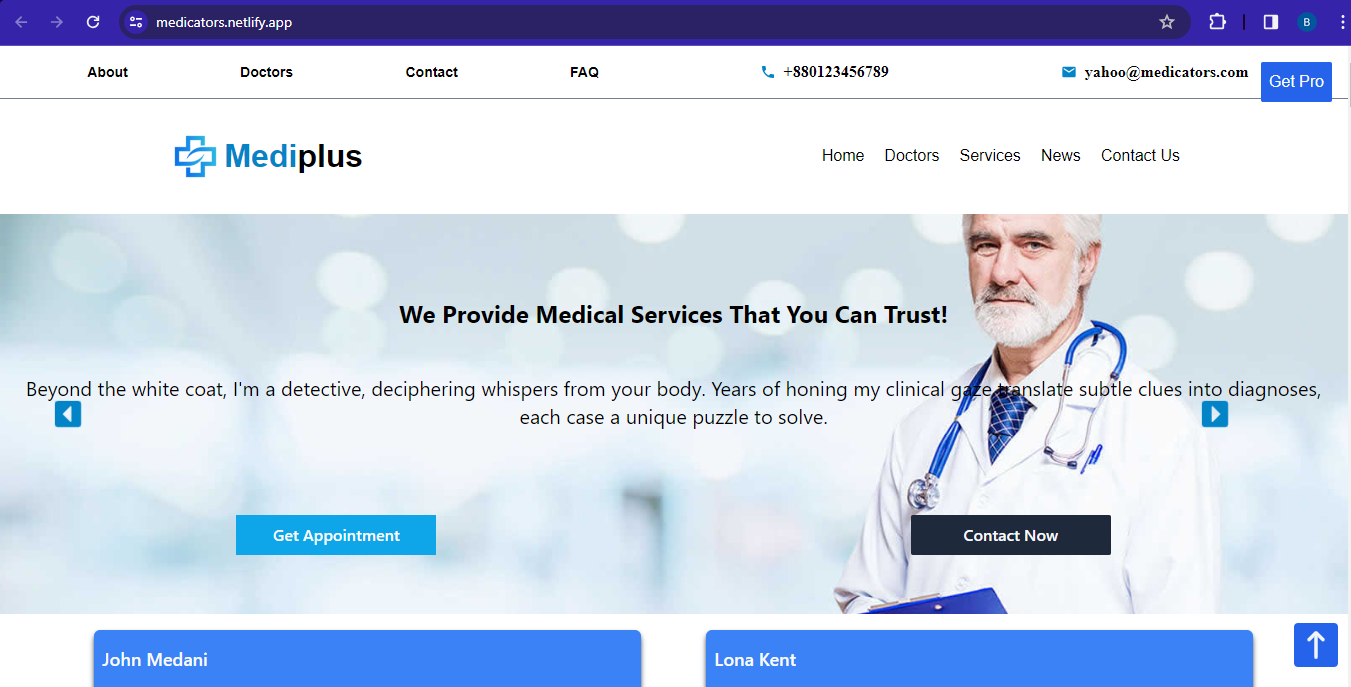 medicators.netlify.app
B
About Doctors Contact FAQ +880123456789 yahoo@medicators.com Get Pro
Mediplus Home Doctors Services News Contact Us
We Provide Medical Services That You Can Trust!
Beyond the white coat, I'm a detective, deciphering whispers from your body. Years of honing my clinical gaze translate subtle clues into diagnoses,
each case a unique puzzle to solve.
Get Appointment Contact Now
John Medani Lona Kent